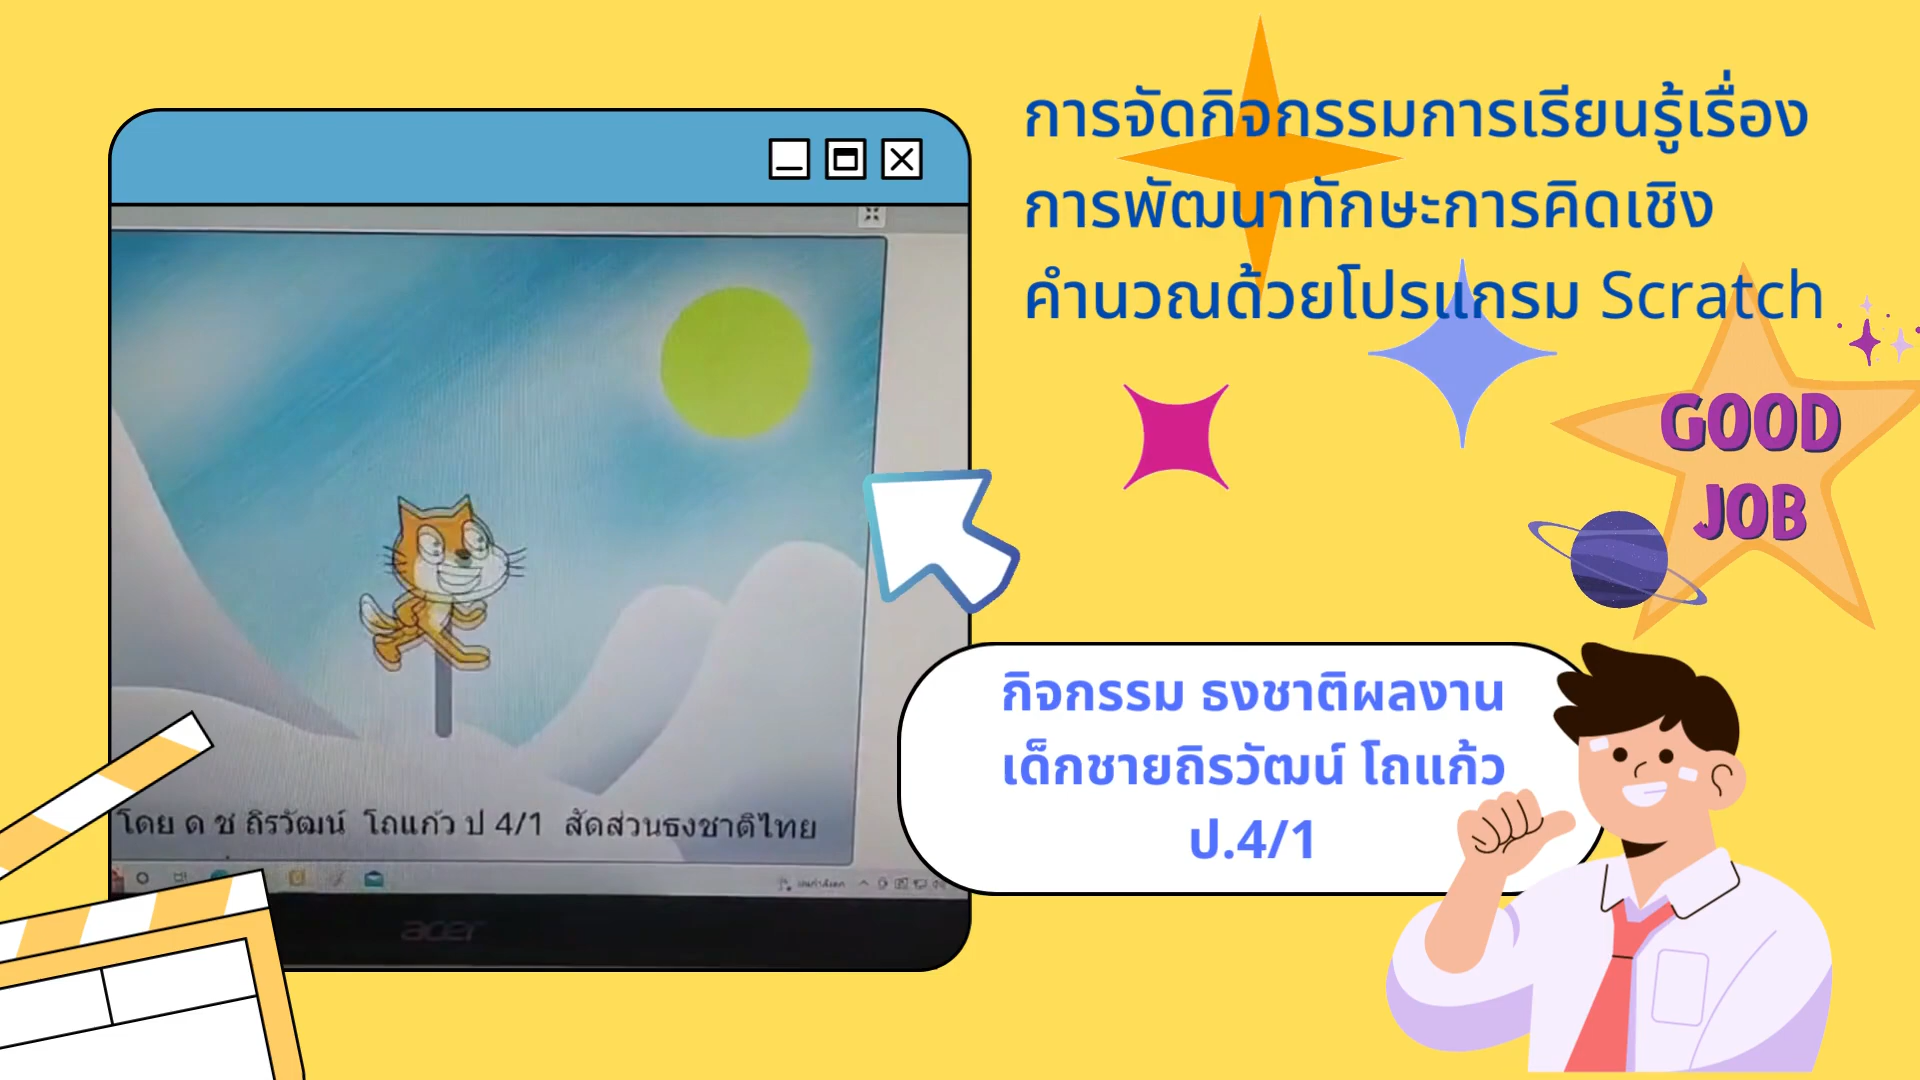 การจัดกิจกรรมการเรียนรู้เรื่อง
การพัฒนาทักษะการคิดเชิง
คำนวณด้วยโปรแกรม Scratch
GOOD
JOB
กิจกรรม ธงชาติผลงาน
เด็กชายถิรวัฒน์ โถแก้ว
ป.4/1
โดย ด ช ถิรวัฒน์ โถแก้ว ป 4/1 สัดส่วนธงชาติไทย
acer